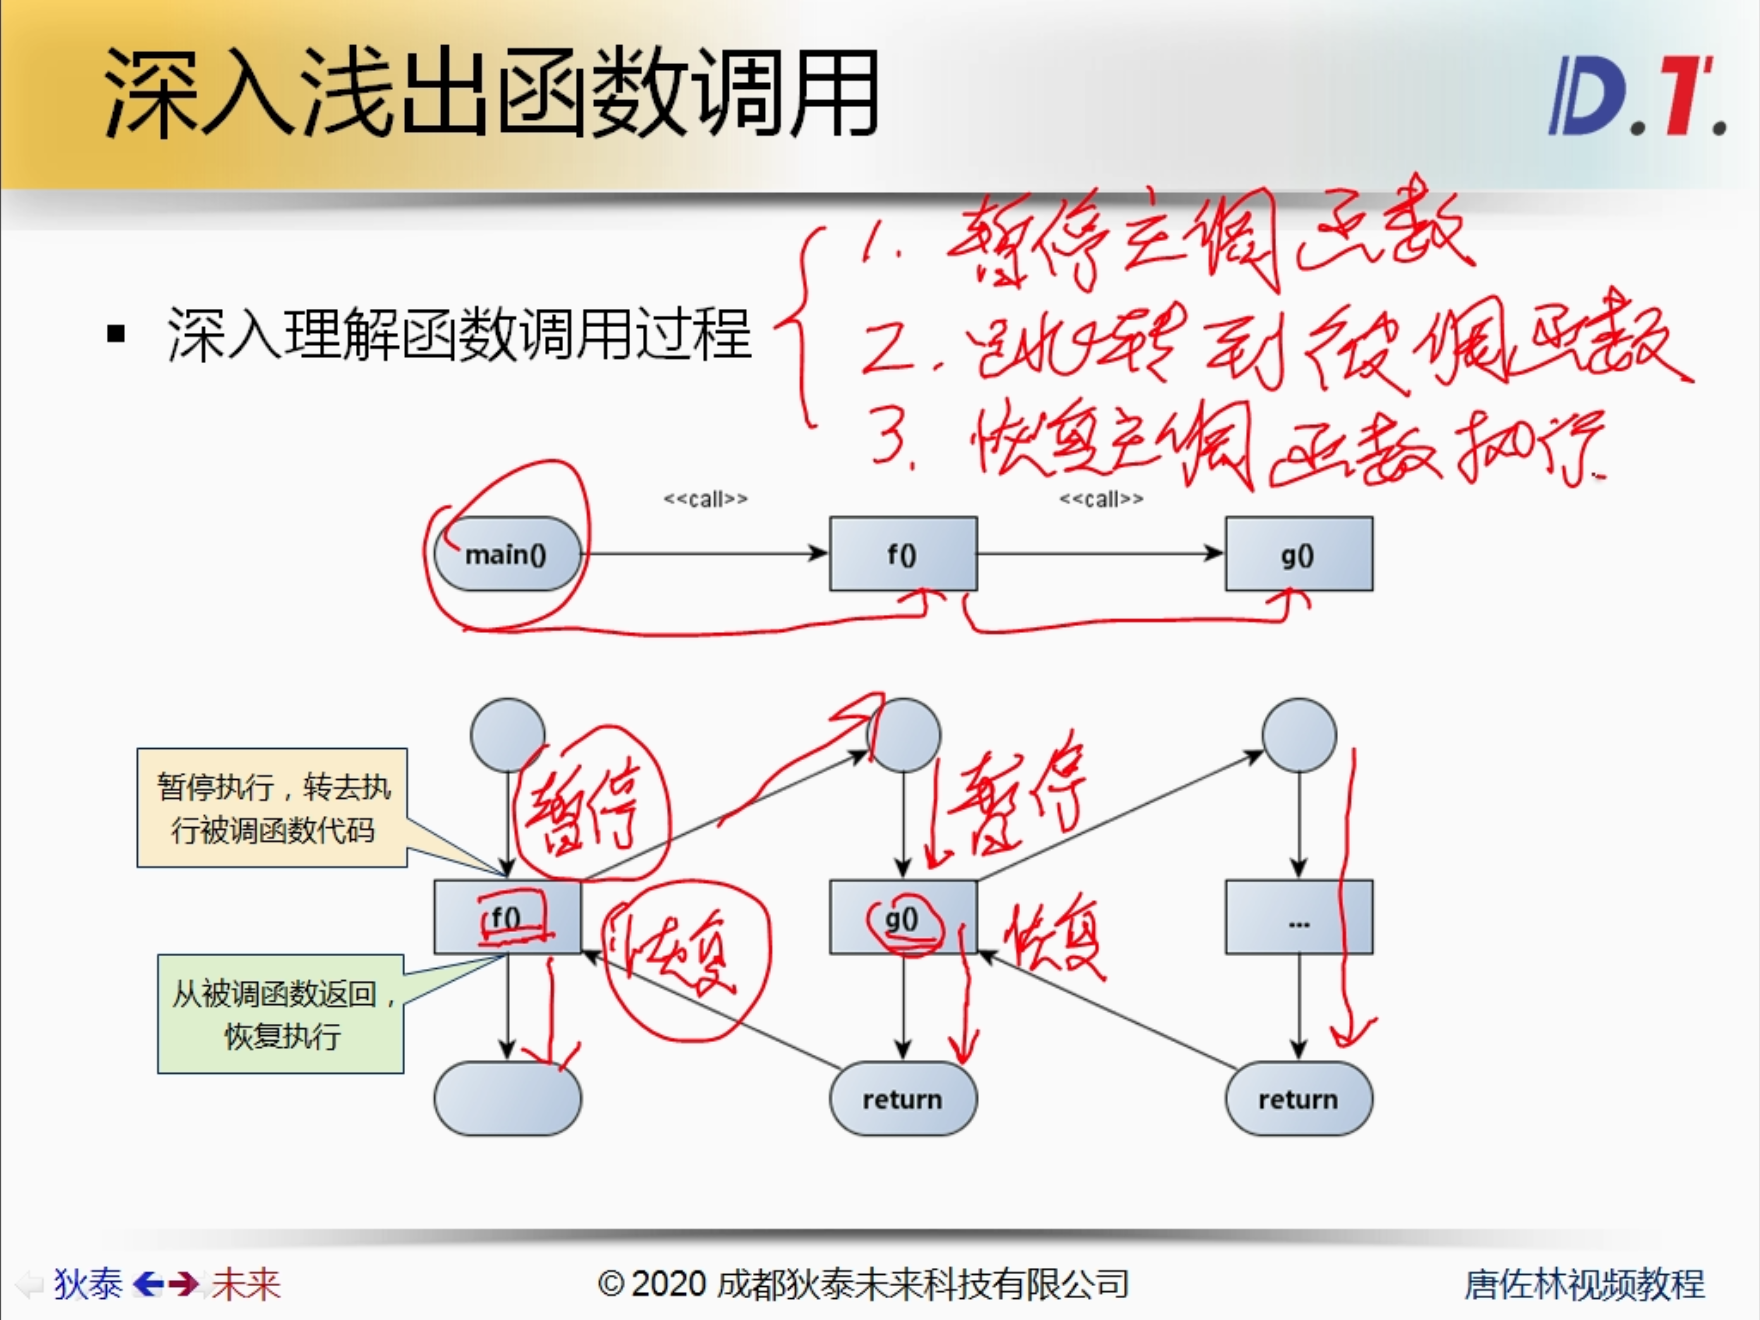 深入浅出函数调用
D.T.
1. 暂停主调函数
▪ 深入理解函数调用过程
2. 跳转到被调函数
3. 恢复主调函数执行.
<<call>> <<call>>
main() f() g()
暂停执行，转去执
行被调函数代码
暂停 暂停
f() g() ...
恢复 恢复
从被调函数返回，
恢复执行
return return
狄泰 未来 © 2020 成都狄泰未来科技有限公司 唐佐林视频教程